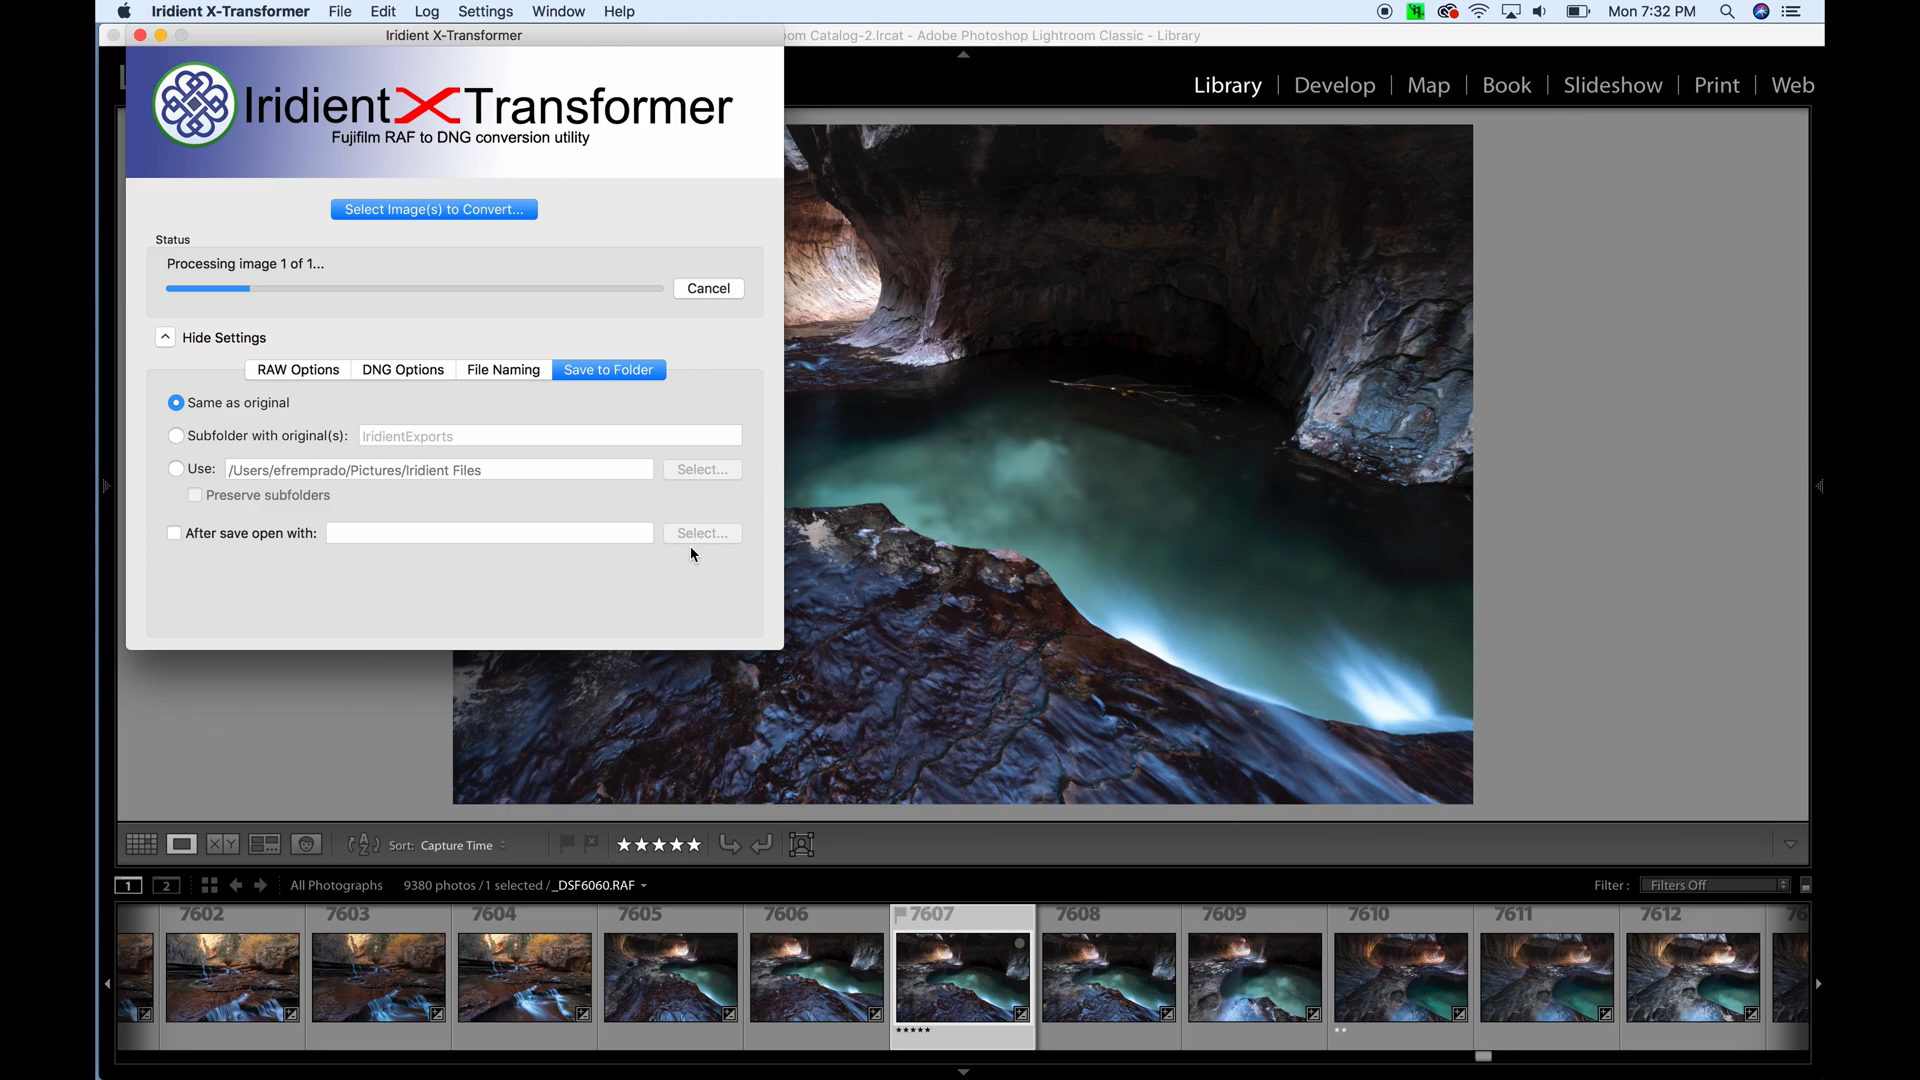 Iridient X-Transformer File Edit Log Settings Window Help
Mon 7:32 PM
Iridient X-Transformer
om Catalog-2.lrcat - Adobe Photoshop Lightroom Classic - Library
Iridient X Transformer
Fujifilm RAF to DNG conversion utility
Library | Develop | Map | Book | Slideshow | Print | Web
Select Image(s) to Convert...
Status
Processing image 1 of 1...
Cancel
Hide Settings
RAW Options DNG Options File Naming Save to Folder
Same as original
Subfolder with original(s): IridientExports
Use: /Users/efremprado/Pictures/Iridient Files Select...
Preserve subfolders
After save open with: Select...
X Y
Sort: Capture Time
1 2 All Photographs 9380 photos / 1 selected / _DSF6060.RAF
Filter : Filters Off
7602 7603 7604 7605 7606 7607 7608 7609 7610 7611 7612 76